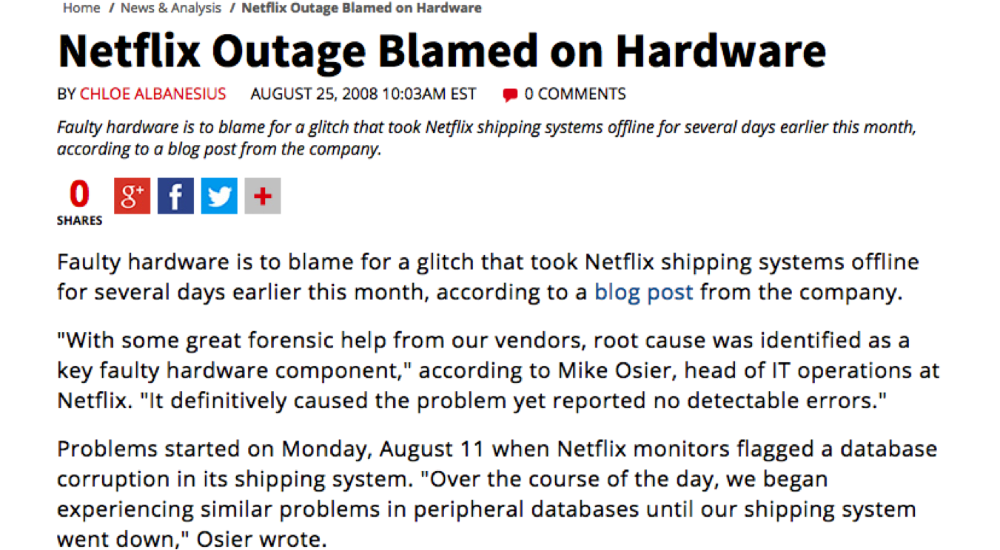 Home / News & Analysis / Netflix Outage Blamed on Hardware
Netflix Outage Blamed on Hardware
BY CHLOE ALBANESIUS AUGUST 25, 2008 10:03AM EST 0 COMMENTS
Faulty hardware is to blame for a glitch that took Netflix shipping systems offline for several days earlier this month,
according to a blog post from the company.
0 g+ f +
SHARES
Faulty hardware is to blame for a glitch that took Netflix shipping systems offline
for several days earlier this month, according to a blog post from the company.
"With some great forensic help from our vendors, root cause was identified as a
key faulty hardware component," according to Mike Osier, head of IT operations at
Netflix. "It definitively caused the problem yet reported no detectable errors."
Problems started on Monday, August 11 when Netflix monitors flagged a database
corruption in its shipping system. "Over the course of the day, we began
experiencing similar problems in peripheral databases until our shipping system
went down," Osier wrote.